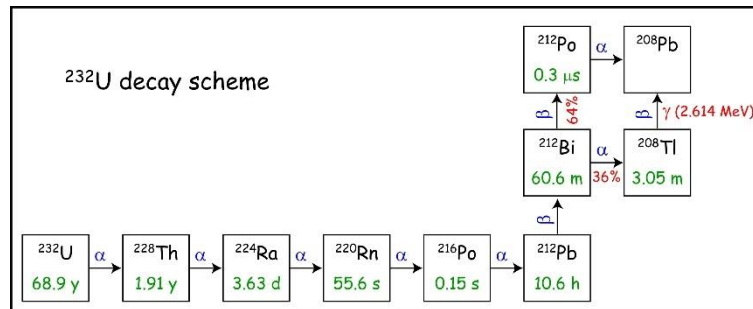 ²³²U decay scheme
²¹²Po
0.3 μs
α
²⁰⁸Pb
β
64%
β
γ (2.614 MeV)
²¹²Bi
60.6 m
α
36%
²⁰⁸Tl
3.05 m
β
²³²U
68.9 y
α
²²⁸Th
1.91 y
α
²²⁴Ra
3.63 d
α
²²⁰Rn
55.6 s
α
²¹⁶Po
0.15 s
α
²¹²Pb
10.6 h